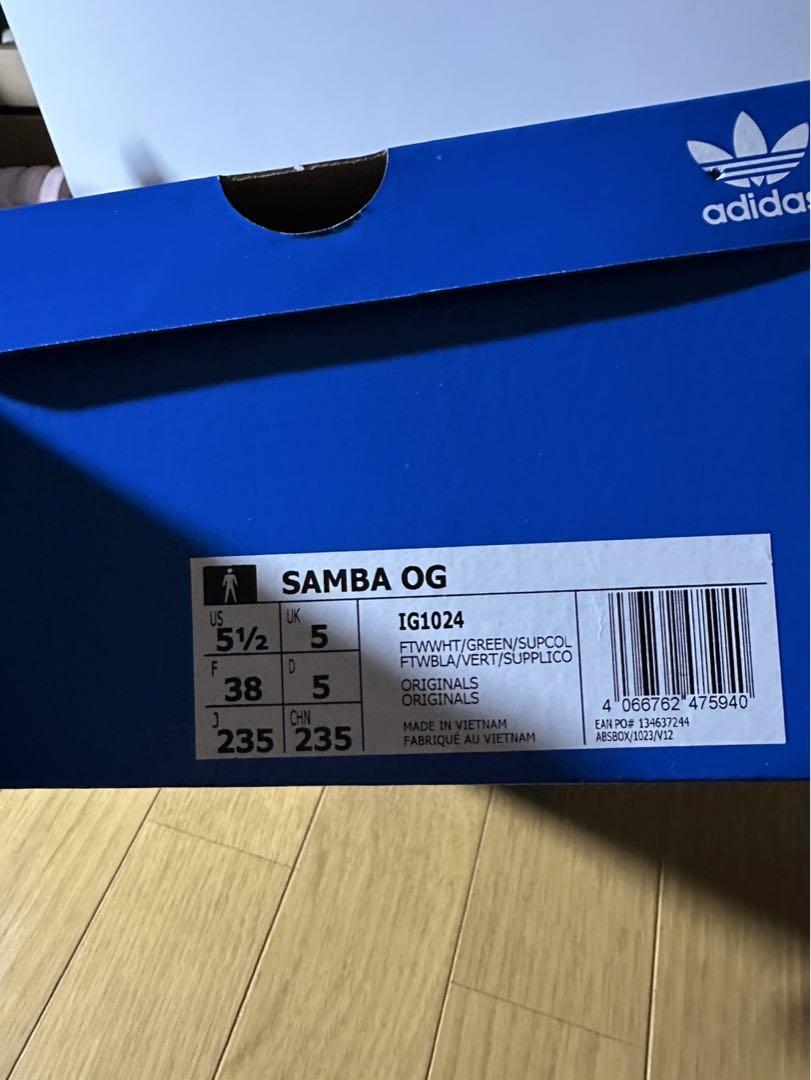 adidas
SAMBA OG
US 5½ UK 5
F 38 D 5
J 235 CHN 235
IG1024
FTWWHT/GREEN/SUPCOL
FTWBLA/VERT/SUPPLICO
ORIGINALS
ORIGINALS
MADE IN VIETNAM
FABRIQUÉ AU VIETNAM
4 066762 475940
EAN PO# 134637244
ABSBOX/1023/V12